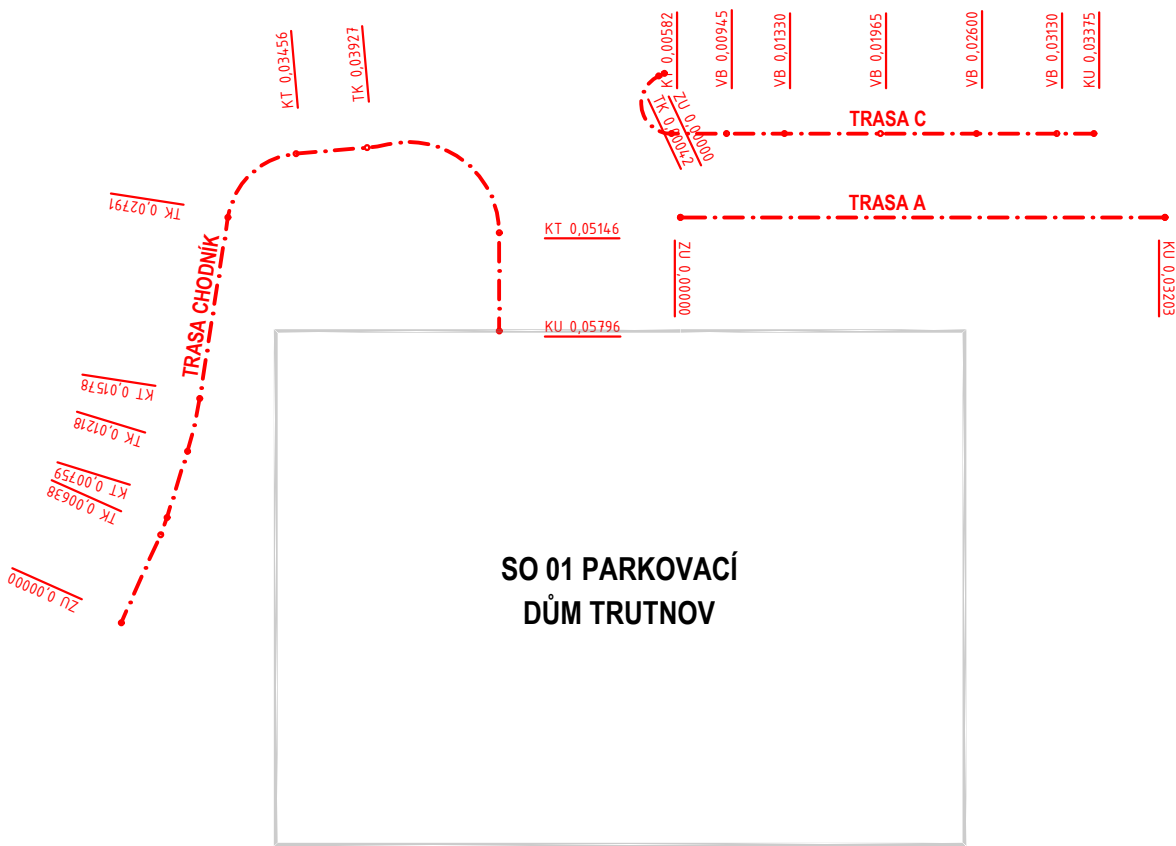 KT 0,03456
TK 0,03927
KT 0,00582
VB 0,00945
VB 0,01330
VB 0,01965
VB 0,02600
VB 0,03130
KU 0,03375
ZU 0,00000
TK 0,00042
TRASA C
TRASA A
TK 0,02791
KT 0,05146
ZU 0,00000
KU 0,03203
TRASA CHODNÍK
KU 0,05796
KT 0,01578
TK 0,01218
KT 0,00759
TK 0,00638
ZU 0,00000
SO 01 PARKOVACÍ
DŮM TRUTNOV